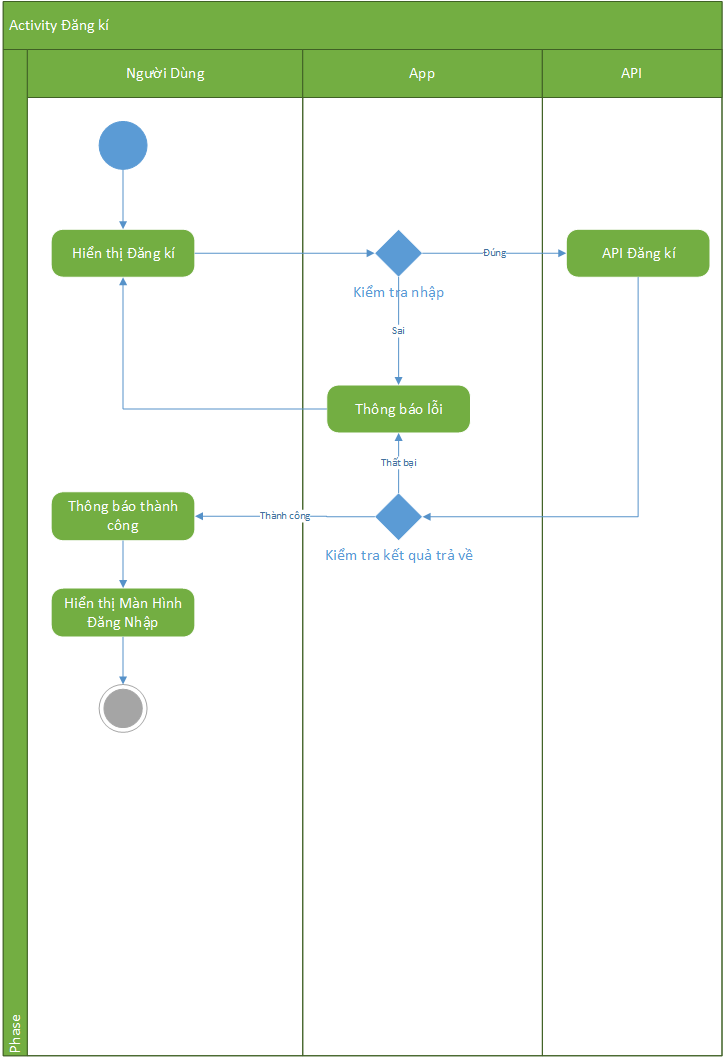 Activity Đăng kí
Người Dùng
App
API
Hiển thị Đăng kí
Đúng
API Đăng kí
Kiểm tra nhập
Sai
Thông báo lỗi
Thất bại
Thông báo thành
công
Thành công
Kiểm tra kết quả trả về
Hiển thị Màn Hình
Đăng Nhập
Phase